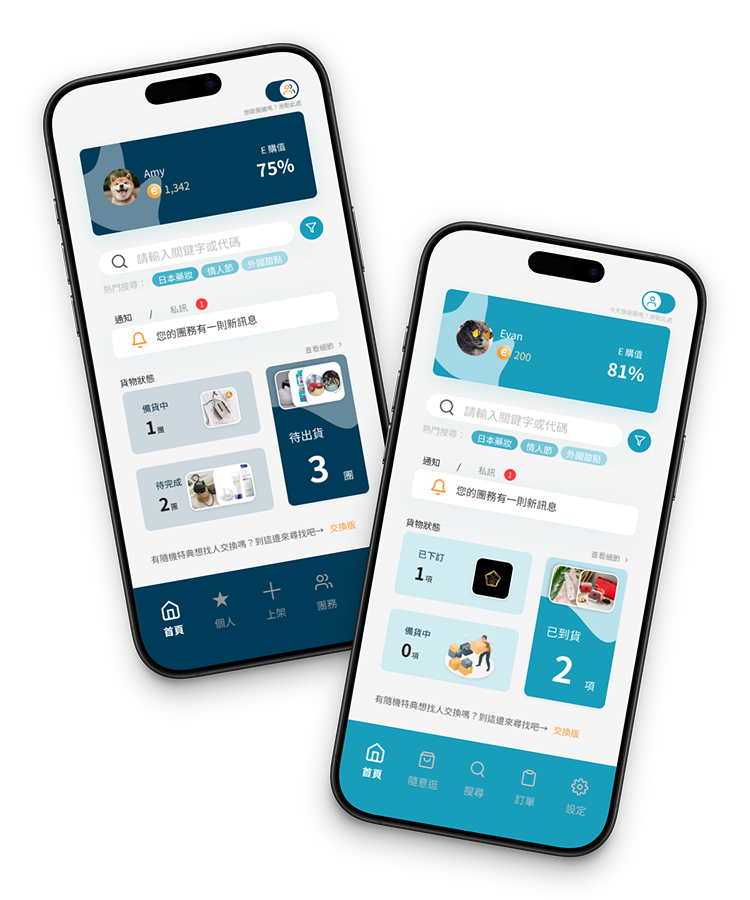 想跟團購嗎？滑動此處
Amy
1,342
E 購值
75%
請輸入關鍵字或代碼
熱門搜尋：
日本藥妝
情人節
外國甜點
通知 / 私訊 1
您的團務有一則新訊息
查看細節 ›
貨物狀態
備貨中
1團
待完成
2團
待出貨
3 團
有隨機特典想找人交換嗎？到這邊來尋找吧→ 交換版
首頁
個人
上架
團務
今天想開團嗎？滑動此處
Evan
200
E 購值
81%
請輸入關鍵字或代碼
熱門搜尋：
日本藥妝
情人節
外國甜點
通知 / 私訊 1
您的團務有一則新訊息
貨物狀態
查看細節 ›
已下訂
1項
備貨中
0項
已到貨
2 項
有隨機特典想找人交換嗎？到這邊來尋找吧→ 交換版
首頁
隨意逛
搜尋
訂單
設定